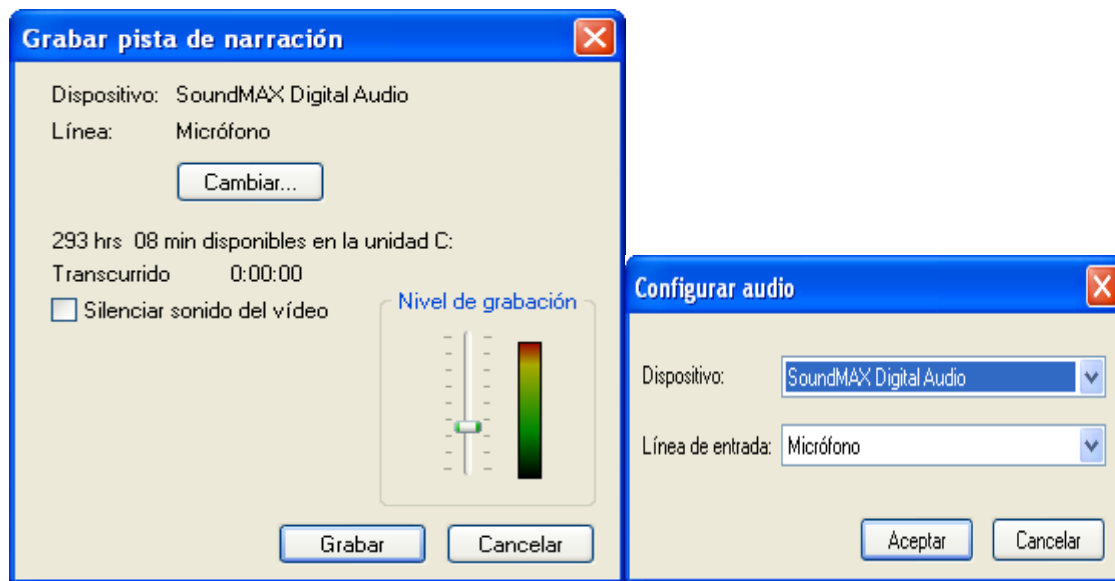 Grabar pista de narración
Dispositivo: SoundMAX Digital Audio
Línea: Micrófono
Cambiar...
293 hrs 08 min disponibles en la unidad C:
Transcurrido 0:00:00
Silenciar sonido del vídeo
Nivel de grabación
Grabar Cancelar
Configurar audio
Dispositivo: SoundMAX Digital Audio
Línea de entrada: Micrófono
Aceptar Cancelar